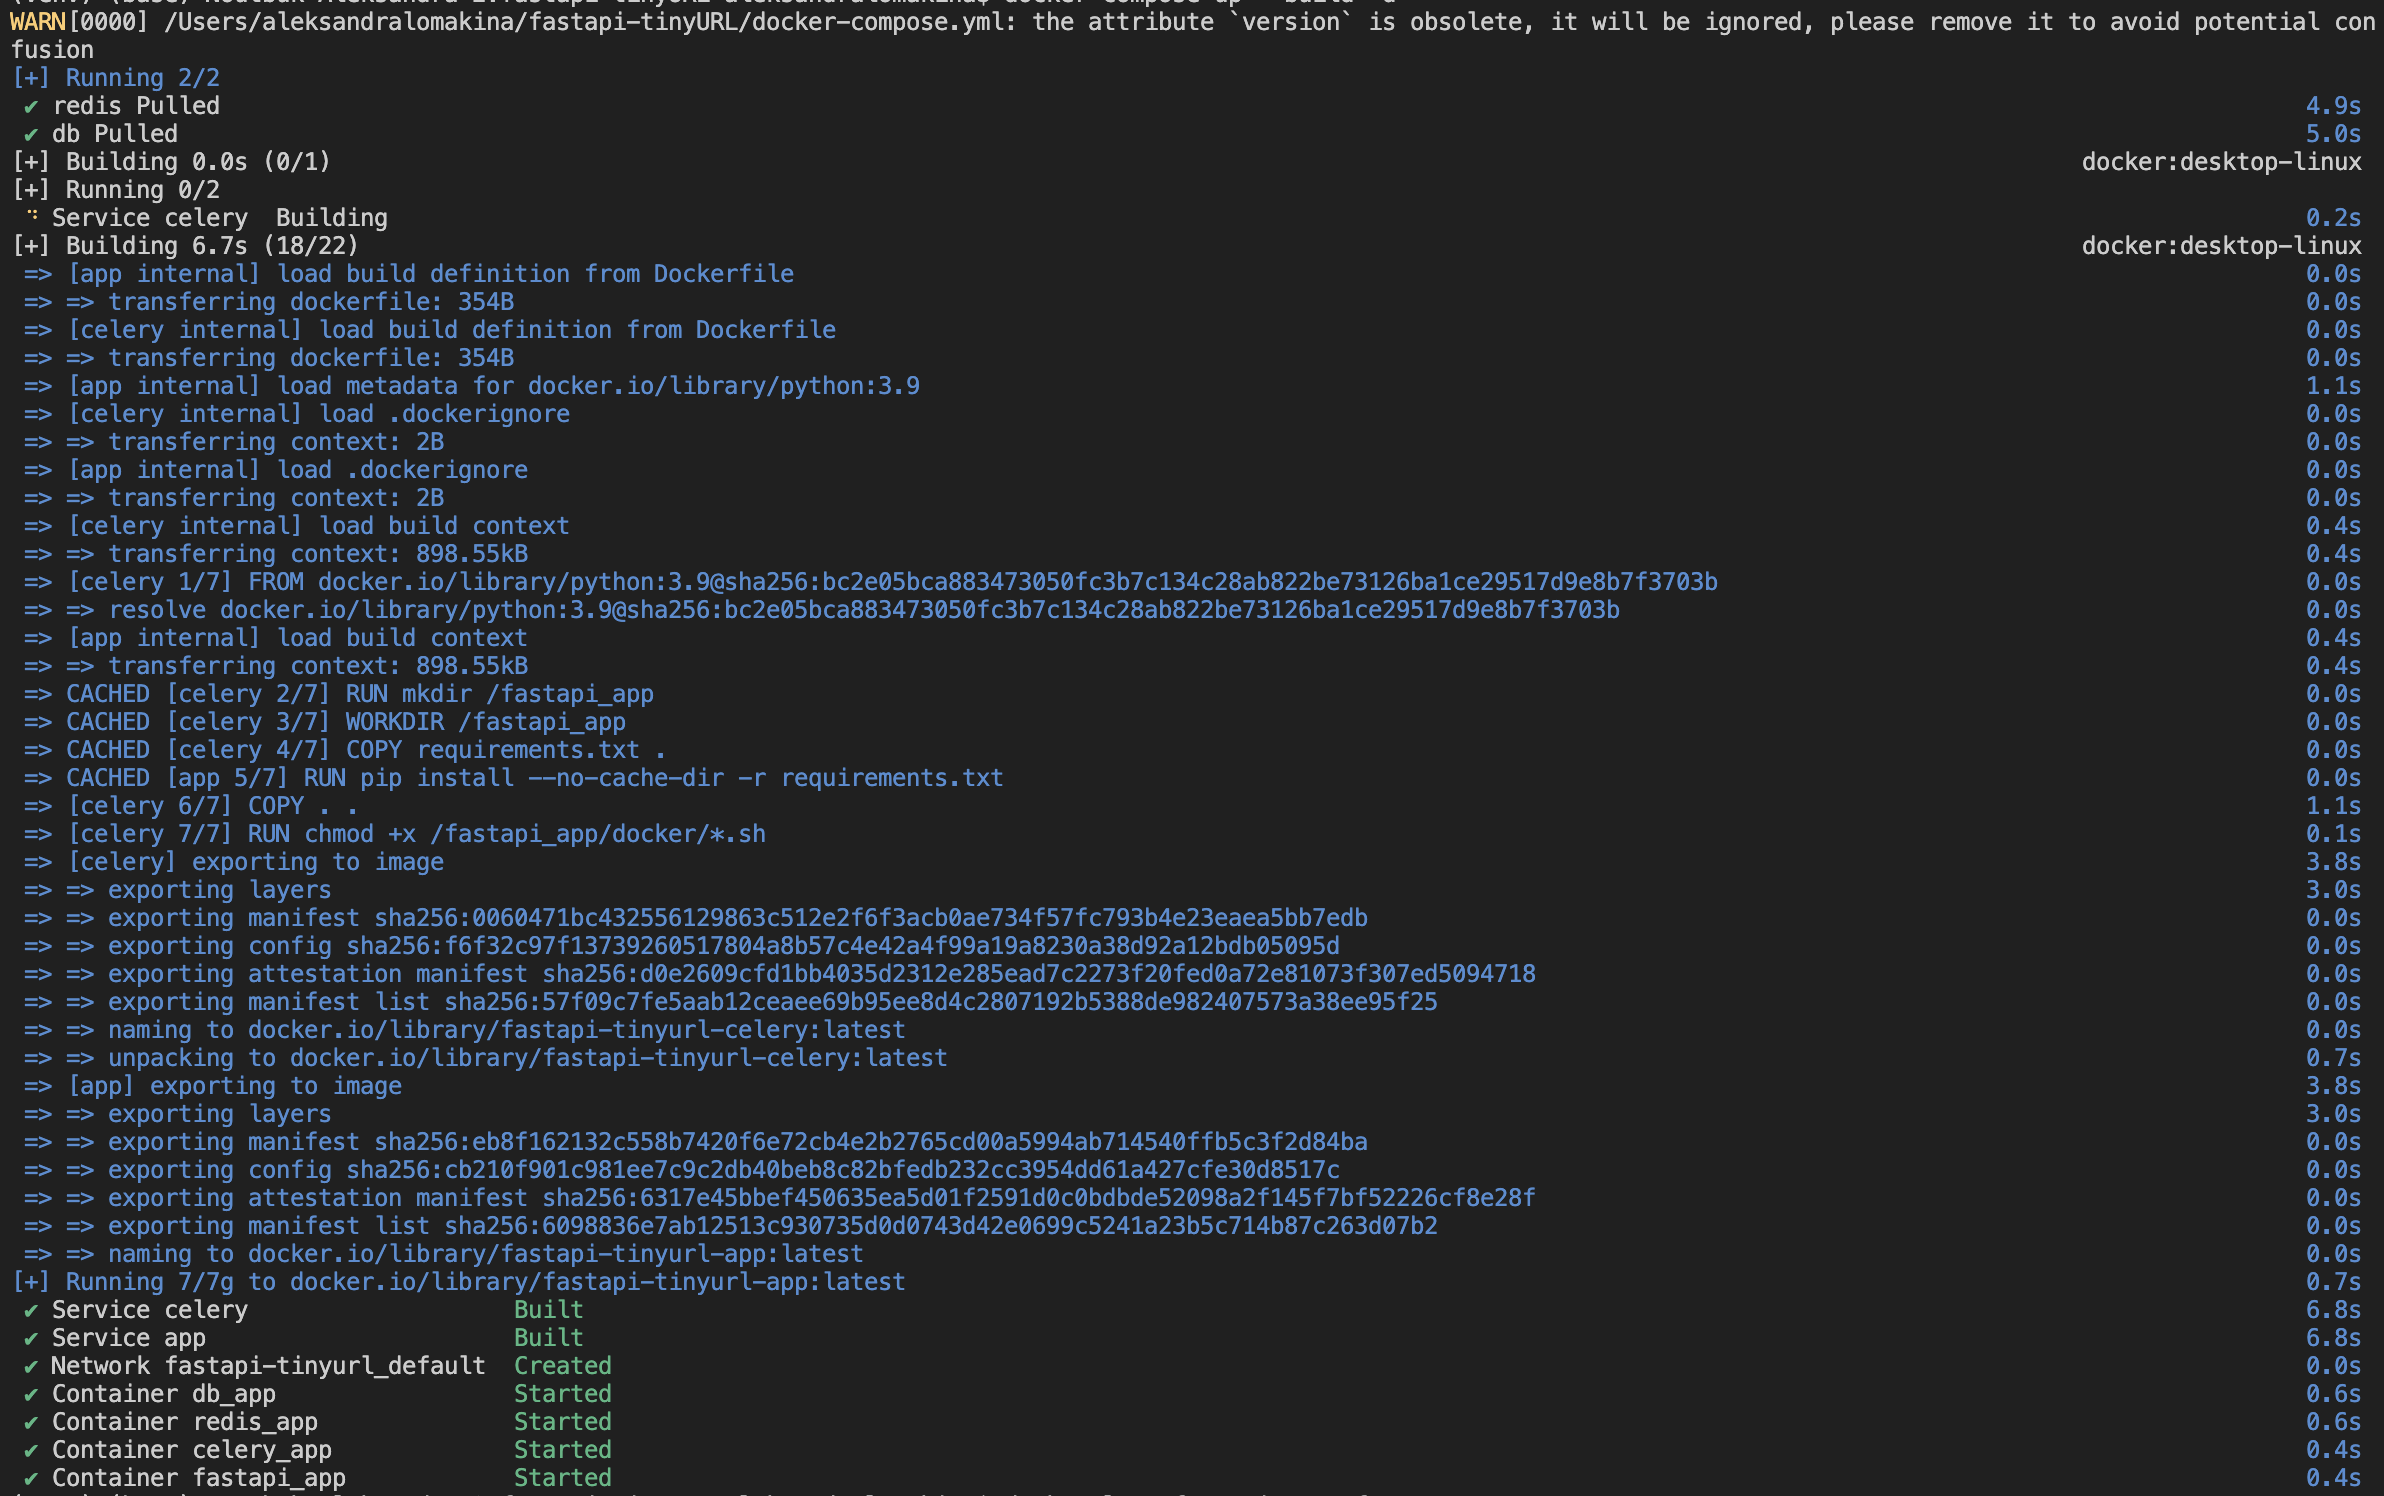 WARN[0000] /Users/aleksandralomakina/fastapi-tinyURL/docker-compose.yml: the attribute `version` is obsolete, it will be ignored, please remove it to avoid potential con
fusion
[+] Running 2/2
✔ redis Pulled 4.9s
✔ db Pulled 5.0s
[+] Building 0.0s (0/1) docker:desktop-linux
[+] Running 0/2
Service celery Building 0.2s
[+] Building 6.7s (18/22) docker:desktop-linux
=> [app internal] load build definition from Dockerfile 0.0s
=> => transferring dockerfile: 354B 0.0s
=> [celery internal] load build definition from Dockerfile 0.0s
=> => transferring dockerfile: 354B 0.0s
=> [app internal] load metadata for docker.io/library/python:3.9 1.1s
=> [celery internal] load .dockerignore 0.0s
=> => transferring context: 2B 0.0s
=> [app internal] load .dockerignore 0.0s
=> => transferring context: 2B 0.0s
=> [celery internal] load build context 0.4s
=> => transferring context: 898.55kB 0.4s
=> [celery 1/7] FROM docker.io/library/python:3.9@sha256:bc2e05bca883473050fc3b7c134c28ab822be73126ba1ce29517d9e8b7f3703b 0.0s
=> => resolve docker.io/library/python:3.9@sha256:bc2e05bca883473050fc3b7c134c28ab822be73126ba1ce29517d9e8b7f3703b 0.0s
=> [app internal] load build context 0.4s
=> => transferring context: 898.55kB 0.4s
=> CACHED [celery 2/7] RUN mkdir /fastapi_app 0.0s
=> CACHED [celery 3/7] WORKDIR /fastapi_app 0.0s
=> CACHED [celery 4/7] COPY requirements.txt . 0.0s
=> CACHED [app 5/7] RUN pip install --no-cache-dir -r requirements.txt 0.0s
=> [celery 6/7] COPY . . 1.1s
=> [celery 7/7] RUN chmod +x /fastapi_app/docker/*.sh 0.1s
=> [celery] exporting to image 3.8s
=> => exporting layers 3.0s
=> => exporting manifest sha256:0060471bc432556129863c512e2f6f3acb0ae734f57fc793b4e23eaea5bb7edb 0.0s
=> => exporting config sha256:f6f32c97f13739260517804a8b57c4e42a4f99a19a8230a38d92a12bdb05095d 0.0s
=> => exporting attestation manifest sha256:d0e2609cfd1bb4035d2312e285ead7c2273f20fed0a72e81073f307ed5094718 0.0s
=> => exporting manifest list sha256:57f09c7fe5aab12ceaee69b95ee8d4c2807192b5388de982407573a38ee95f25 0.0s
=> => naming to docker.io/library/fastapi-tinyurl-celery:latest 0.0s
=> => unpacking to docker.io/library/fastapi-tinyurl-celery:latest 0.7s
=> [app] exporting to image 3.8s
=> => exporting layers 3.0s
=> => exporting manifest sha256:eb8f162132c558b7420f6e72cb4e2b2765cd00a5994ab714540ffb5c3f2d84ba 0.0s
=> => exporting config sha256:cb210f901c981ee7c9c2db40beb8c82bfedb232cc3954dd61a427cfe30d8517c 0.0s
=> => exporting attestation manifest sha256:6317e45bbef450635ea5d01f2591d0c0bdbde52098a2f145f7bf52226cf8e28f 0.0s
=> => exporting manifest list sha256:6098836e7ab12513c930735d0d0743d42e0699c5241a23b5c714b87c263d07b2 0.0s
=> => naming to docker.io/library/fastapi-tinyurl-app:latest 0.0s
[+] Running 7/7g to docker.io/library/fastapi-tinyurl-app:latest 0.7s
✔ Service celery Built 6.8s
✔ Service app Built 6.8s
✔ Network fastapi-tinyurl_default Created 0.0s
✔ Container db_app Started 0.6s
✔ Container redis_app Started 0.6s
✔ Container celery_app Started 0.4s
✔ Container fastapi_app Started 0.4s